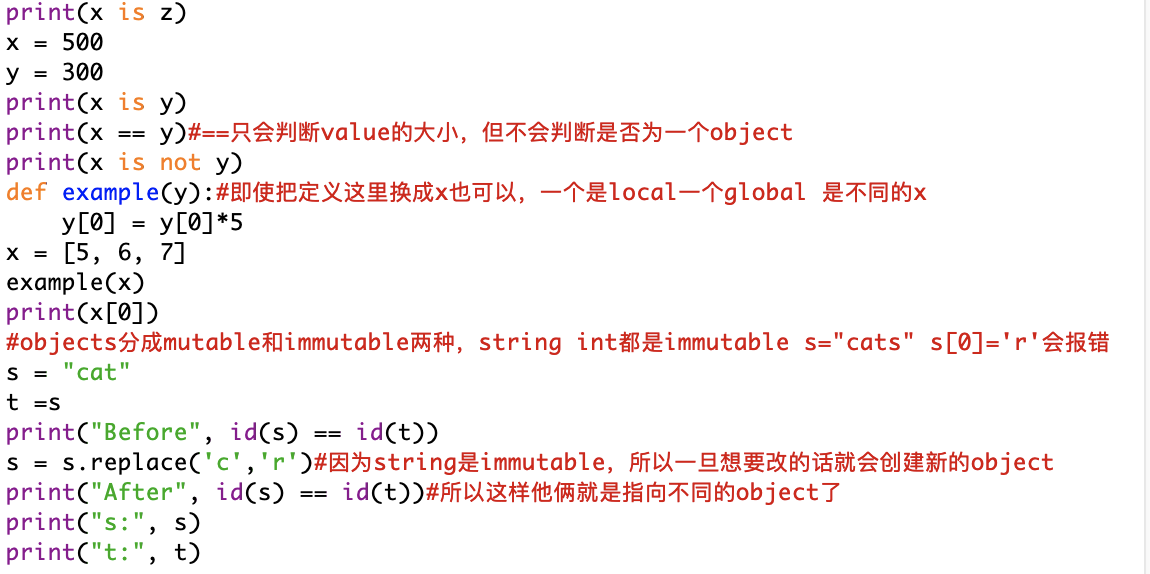 print(x is z)
x = 500
y = 300
print(x is y)
print(x == y)#==只会判断value的大小，但不会判断是否为一个object
print(x is not y)
def example(y):#即使把定义这里换成x也可以，一个是local一个global 是不同的x
    y[0] = y[0]*5
x = [5, 6, 7]
example(x)
print(x[0])
#objects分成mutable和immutable两种，string int都是immutable s="cats" s[0]='r'会报错
s = "cat"
t =s
print("Before", id(s) == id(t))
s = s.replace('c','r')#因为string是immutable，所以一旦想要改的话就会创建新的object
print("After", id(s) == id(t))#所以这样他俩就是指向不同的object了
print("s:", s)
print("t:", t)